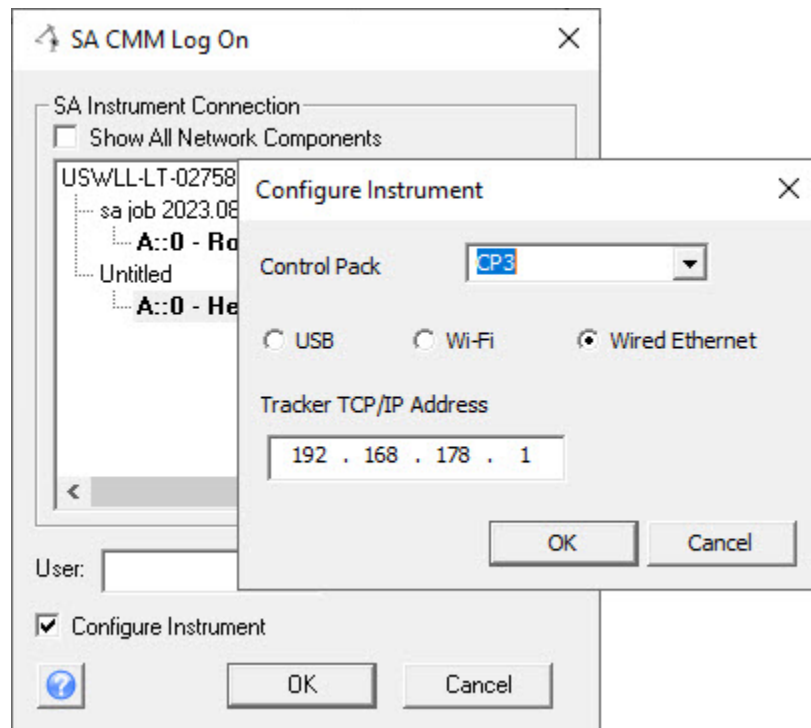 SA CMM Log On
SA Instrument Connection
Show All Network Components
USWLL-LT-02758
sa job 2023.08
A::0 - Ro
Untitled
A::0 - He
User:
Configure Instrument
OK
Cancel
Configure Instrument
Control Pack
CP3
USB
Wi-Fi
Wired Ethernet
Tracker TCP/IP Address
192 . 168 . 178 . 1
OK
Cancel